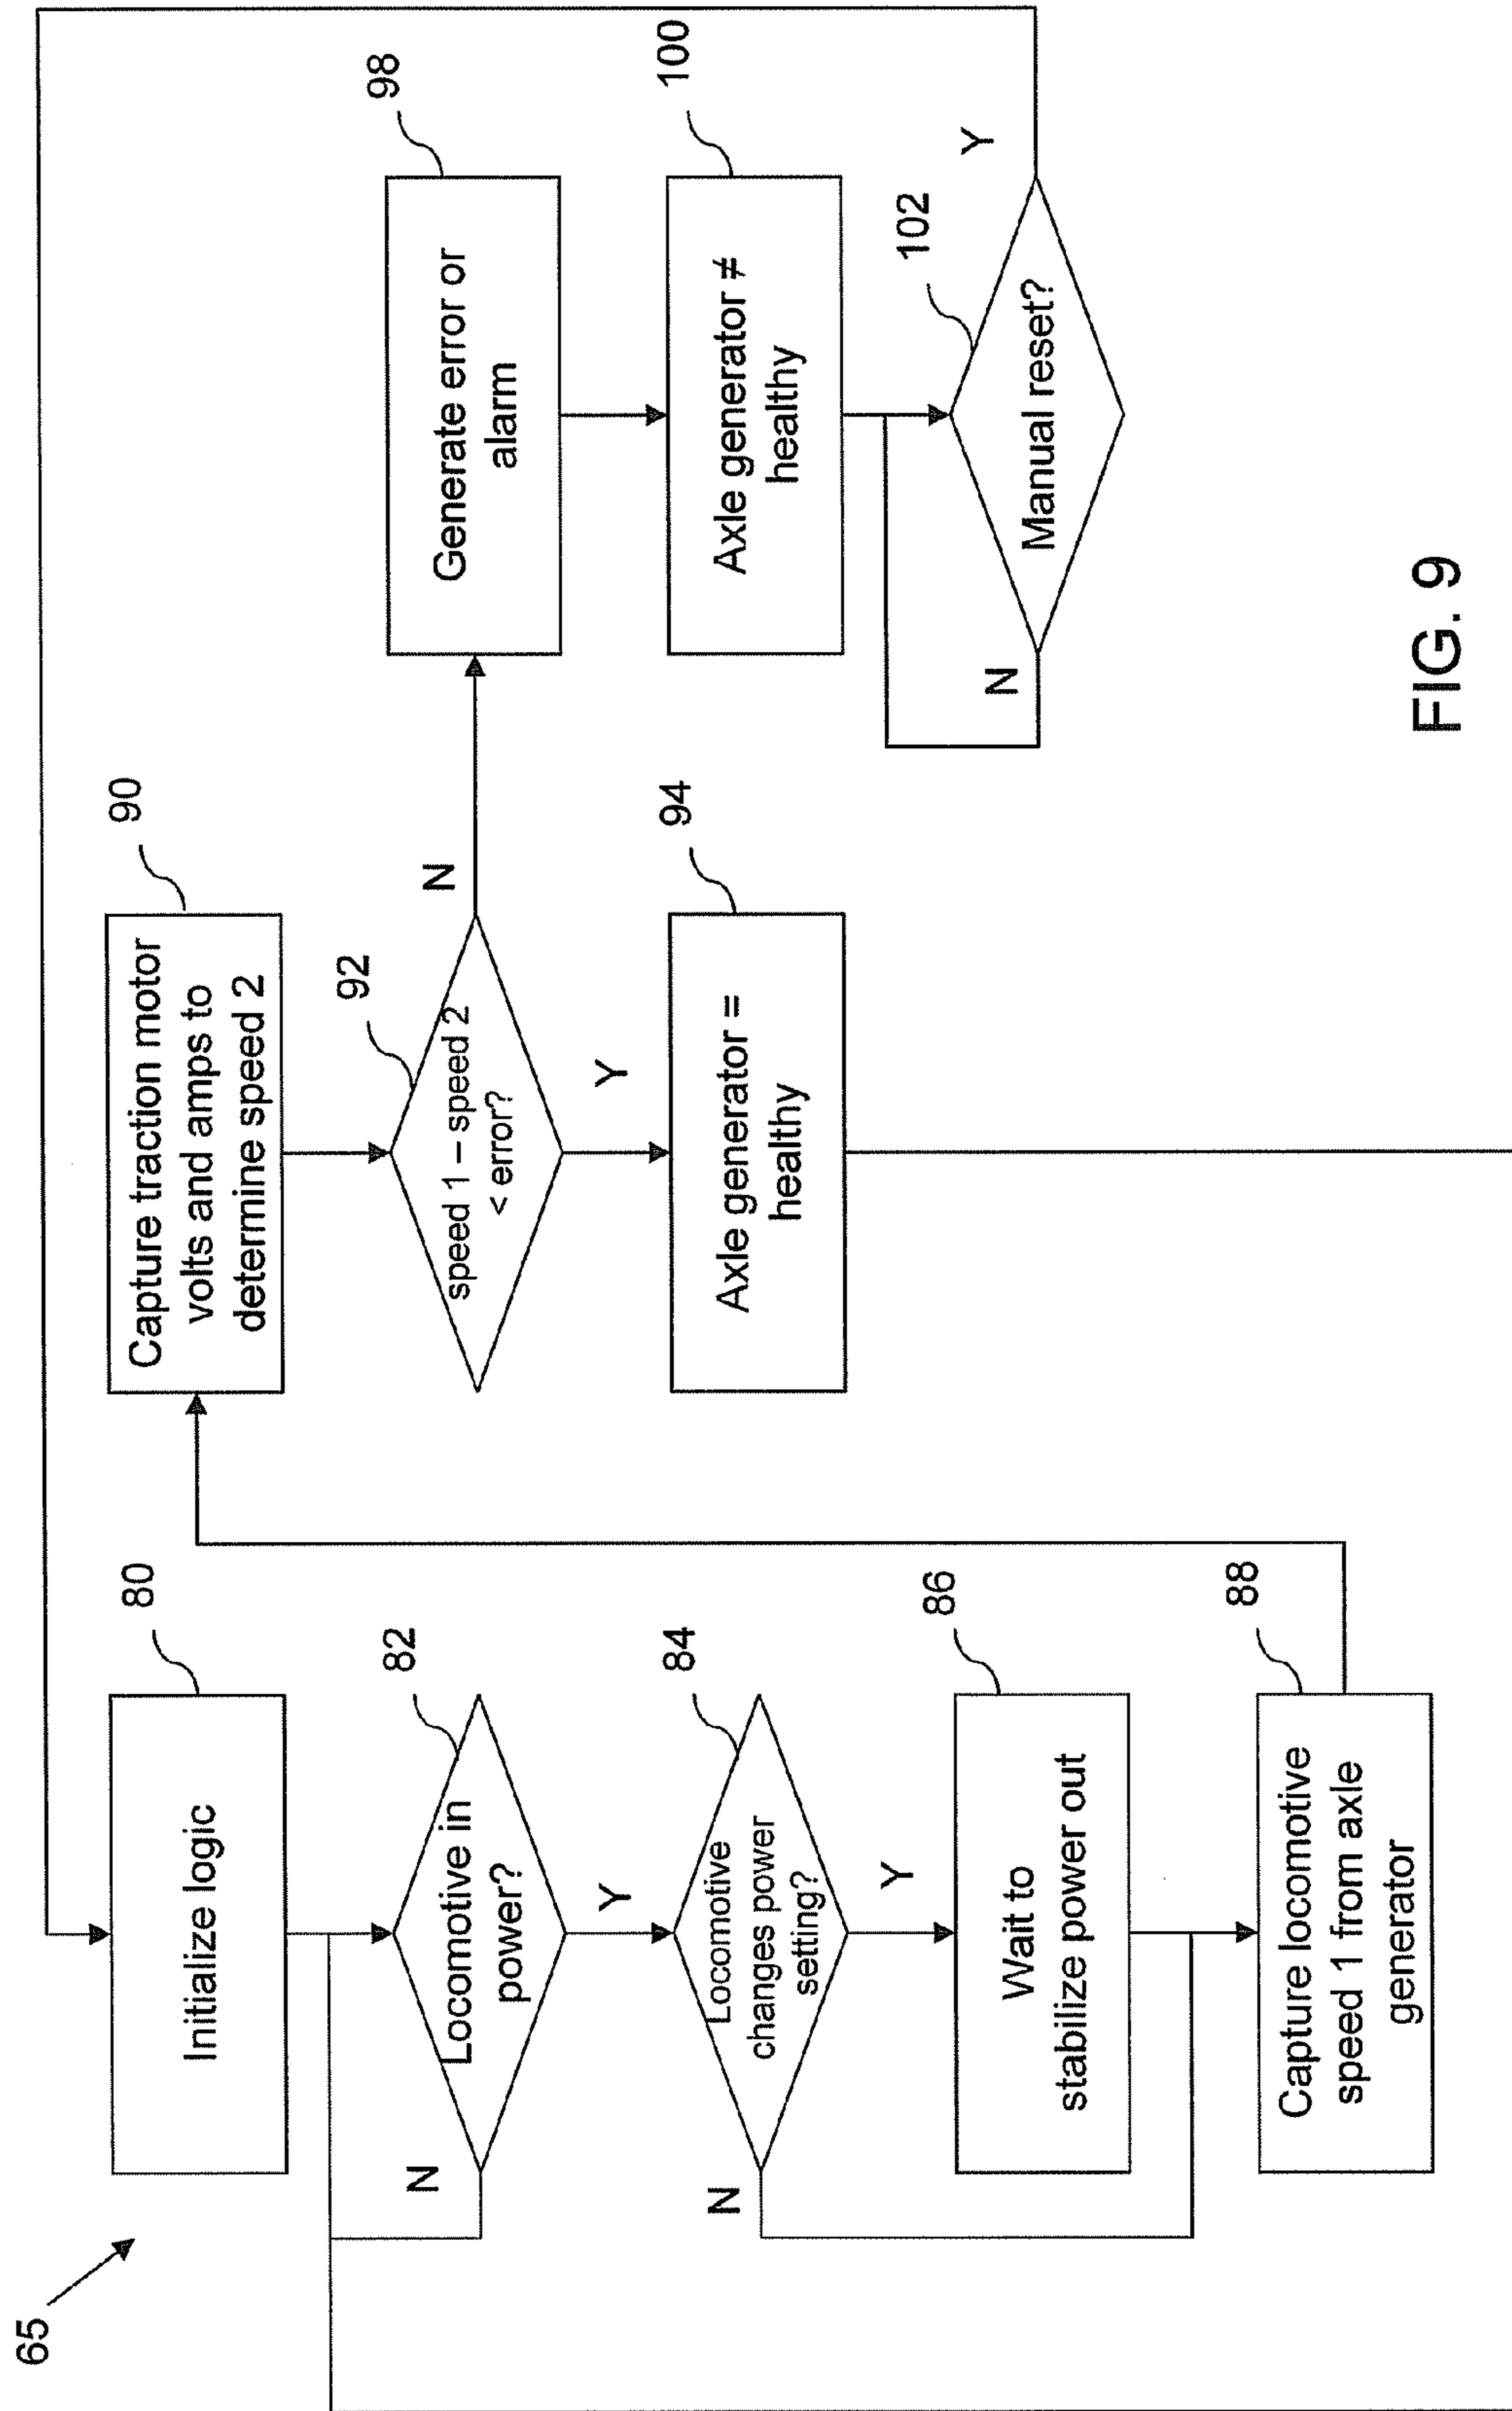 65
80
Initialize logic
82
Locomotive in
power?
N
Y
84
Locomotive
changes power
setting?
N
Y
86
Wait to
stabilize power out
88
Capture locomotive
speed 1 from axle
generator
90
Capture traction motor
volts and amps to
determine speed 2
92
speed 1 – speed 2
< error?
N
Y
94
Axle generator =
healthy
98
Generate error or
alarm
100
Axle generator ≠
healthy
102
Manual reset?
N
Y
FIG. 9